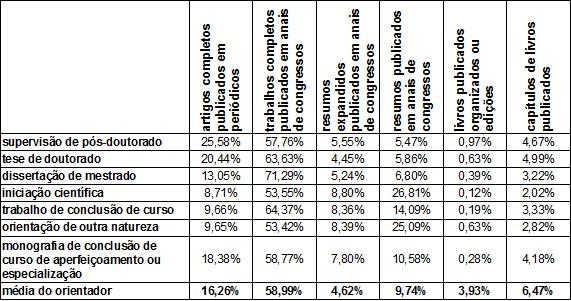 artigos completos
publicados em
periódicos
trabalhos completos
publicados em anais
de congressos
resumos
expandidos
publicados em anais
de congressos
resumos publicados
em anais de
congressos
livros publicados
organizados ou
edições
capítulos de livros
publicados
supervisão de pós-doutorado 25,58% 57,76% 5,55% 5,47% 0,97% 4,67%
tese de doutorado 20,44% 63,63% 4,45% 5,86% 0,63% 4,99%
dissertação de mestrado 13,05% 71,29% 5,24% 6,80% 0,39% 3,22%
iniciação científica 8,71% 53,55% 8,80% 26,81% 0,12% 2,02%
trabalho de conclusão de curso 9,66% 64,37% 8,36% 14,09% 0,19% 3,33%
orientação de outra natureza 9,65% 53,42% 8,39% 25,09% 0,63% 2,82%
monografia de conclusão de
curso de aperfeiçoamento ou 18,38% 58,77% 7,80% 10,58% 0,28% 4,18%
especialização
média do orientador 16,26% 58,99% 4,62% 9,74% 3,93% 6,47%